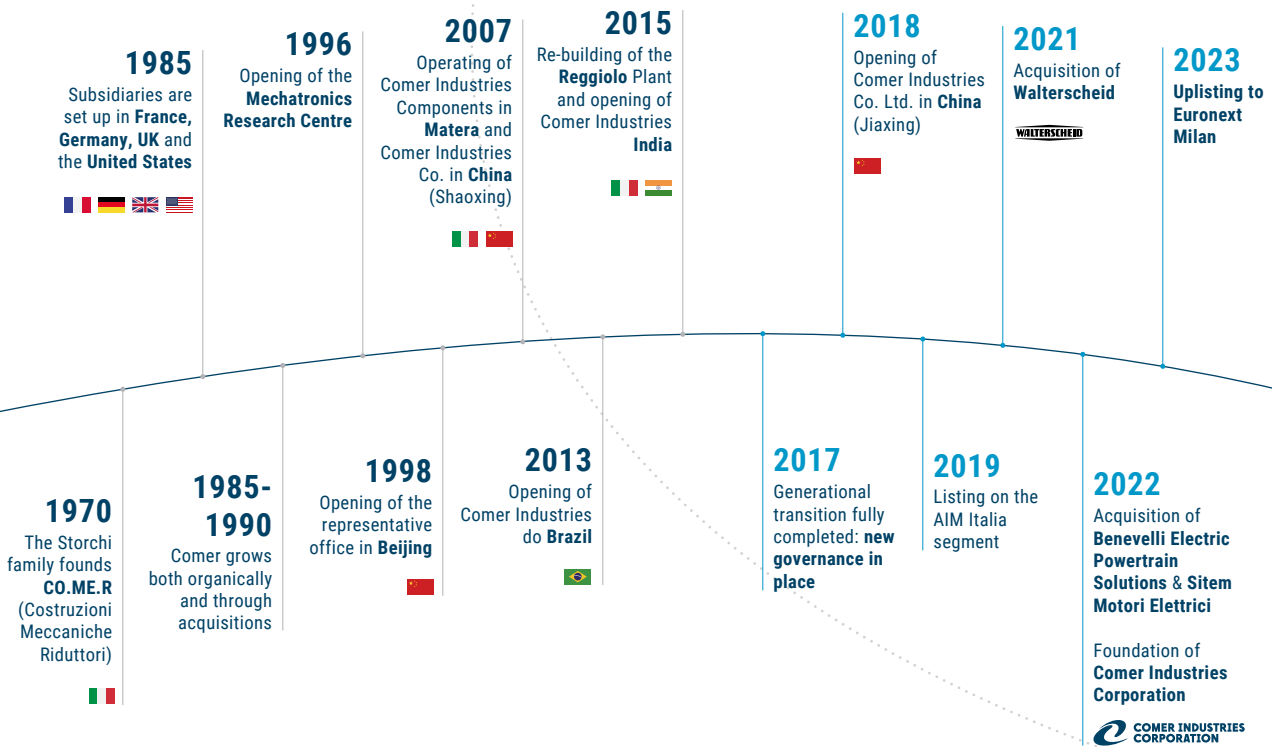 1970
The Storchi
family founds
CO.ME.R
(Costruzioni
Meccaniche
Riduttori)
1985
Subsidiaries are
set up in France,
Germany, UK and
the United States
1985-
1990
Comer grows
both organically
and through
acquisitions
1996
Opening of the
Mechatronics
Research Centre
1998
Opening of the
representative
office in Beijing
2007
Operating of
Comer Industries
Components in
Matera and
Comer Industries
Co. in China
(Shaoxing)
2013
Opening of
Comer Industries
do Brazil
2015
Re-building of the
Reggiolo Plant
and opening of
Comer Industries
India
2017
Generational
transition fully
completed: new
governance in
place
2018
Opening of
Comer Industries
Co. Ltd. in China
(Jiaxing)
2019
Listing on the
AIM Italia
segment
2021
Acquisition of
Walterscheid
WALTERSCHEID
2022
Acquisition of
Benevelli Electric
Powertrain
Solutions & Sitem
Motori Elettrici
Foundation of
Comer Industries
Corporation
COMER INDUSTRIES
CORPORATION
2023
Uplisting to
Euronext
Milan